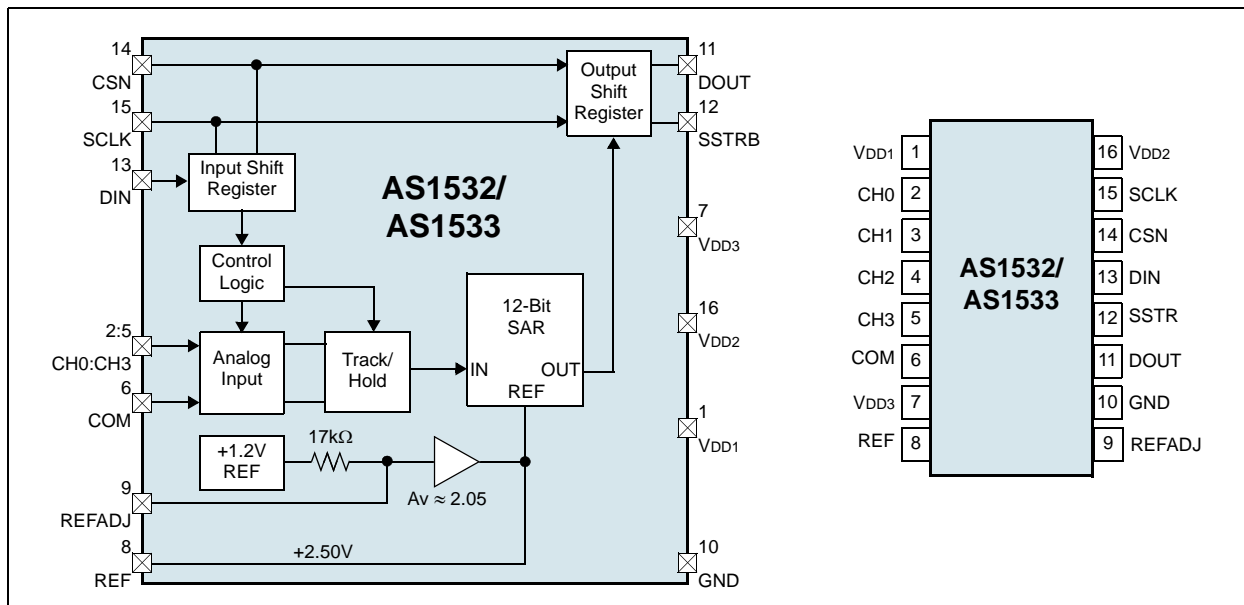 14
CSN
15
SCLK
13
DIN
2:5
CH0:CH3
6
COM
9
REFADJ
8
REF
Input Shift
Register
Control
Logic
Analog
Input
Track/
Hold
+1.2V
REF
17kΩ
Av ≈ 2.05
+2.50V
AS1532/
AS1533
12-Bit
SAR
IN
OUT
REF
Output
Shift
Register
11
DOUT
12
SSTRB
7
VDD3
16
VDD2
1
VDD1
10
GND
VDD1 1
CH0 2
CH1 3
CH2 4
CH3 5
COM 6
VDD3 7
REF 8
AS1532/
AS1533
16 VDD2
15 SCLK
14 CSN
13 DIN
12 SSTR
11 DOUT
10 GND
9 REFADJ